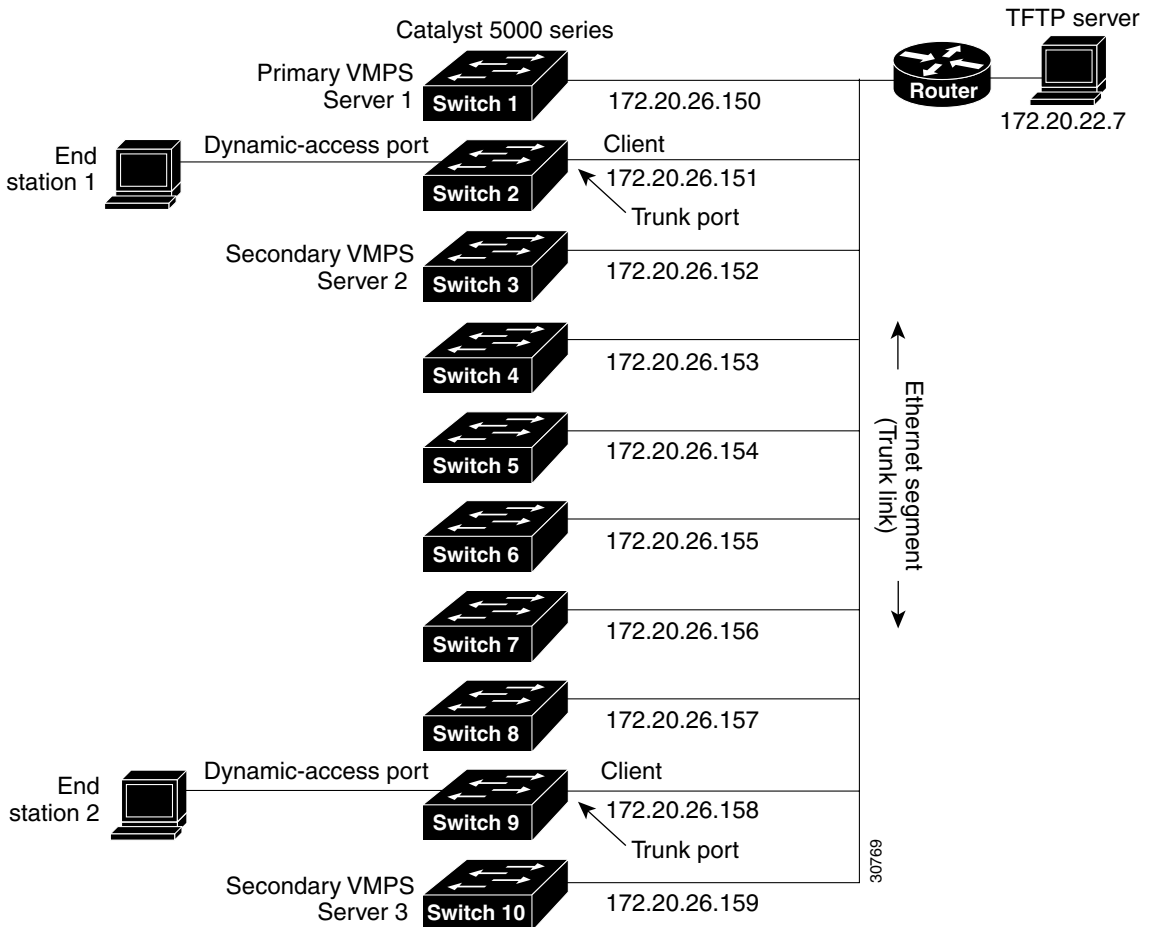 TFTP server
Catalyst 5000 series
Primary VMPS
Server 1
Switch 1
172.20.26.150
Router
172.20.22.7
End
station 1
Dynamic-access port
Switch 2
Client
172.20.26.151
Trunk port
Secondary VMPS
Server 2
Switch 3
172.20.26.152
Switch 4
172.20.26.153
Ethernet segment
(Trunk link)
Switch 5
172.20.26.154
Switch 6
172.20.26.155
Switch 7
172.20.26.156
Switch 8
172.20.26.157
End
station 2
Dynamic-access port
Switch 9
Client
172.20.26.158
Trunk port
30769
Secondary VMPS
Server 3
Switch 10
172.20.26.159